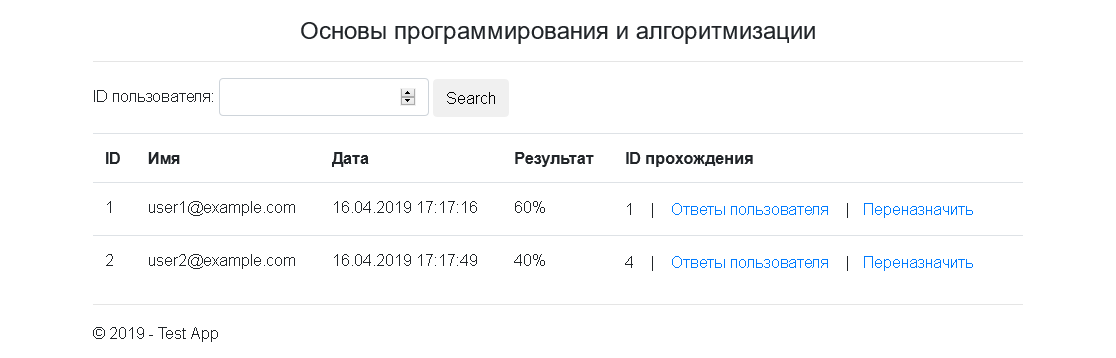 Основы программирования и алгоритмизации
ID пользователя: Search
ID Имя Дата Результат ID прохождения
1 user1@example.com 16.04.2019 17:17:16 60% 1 | Ответы пользователя | Переназначить
2 user2@example.com 16.04.2019 17:17:49 40% 4 | Ответы пользователя | Переназначить
© 2019 - Test App